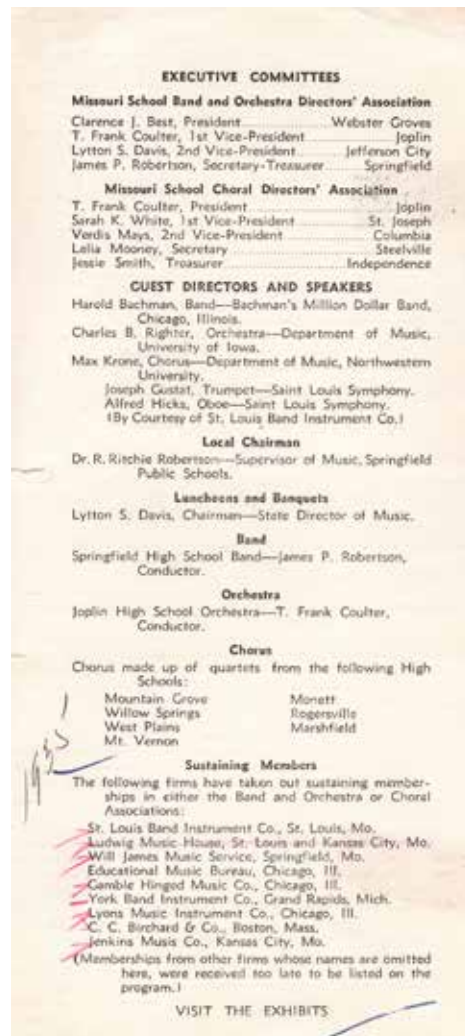 EXECUTIVE COMMITTEES
Missouri School Band and Orchestra Directors' Association
Clarence J. Best, President Webster Groves
T. Frank Coulter, 1st Vice-President Joplin
Lytton S. Davis, 2nd Vice-President Jefferson City
James P. Robertson, Secretary-Treasurer Springfield
Missouri School Choral Directors' Association
T. Frank Coulter, President Joplin
Sarah K. White, 1st Vice-President St. Joseph
Verdis Mays, 2nd Vice-President Columbia
Lelia Mooney, Secretary Steelville
Jessie Smith, Treasurer Independence
GUEST DIRECTORS AND SPEAKERS
Harold Bachman, Band—Bachman's Million Dollar Band,
Chicago, Illinois.
Charles B. Righter, Orchestra—Department of Music,
University of Iowa.
Max Krone, Chorus—Department of Music, Northwestern
University.
Joseph Gustat, Trumpet—Saint Louis Symphony.
Alfred Hicks, Oboe—Saint Louis Symphony.
(By Courtesy of St. Louis Band Instrument Co.)
Local Chairman
Dr. R. Ritchie Robertson—Supervisor of Music, Springfield
Public Schools.
Luncheons and Banquets
Lytton S. Davis, Chairman—State Director of Music.
Band
Springfield High School Band—James P. Robertson,
Conductor.
Orchestra
Joplin High School Orchestra—T. Frank Coulter,
Conductor.
Chorus
Chorus made up of quartets from the following High
Schools:
Mountain Grove Monett
Willow Springs Rogersville
West Plains Marshfield
Mt. Vernon
1935
Sustaining Members
The following firms have taken out sustaining member-
ships in either the Band and Orchestra or Choral
Associations:
St. Louis Band Instrument Co., St. Louis, Mo.
Ludwig Music House, St. Louis and Kansas City, Mo.
Will James Music Service, Springfield, Mo.
Educational Music Bureau, Chicago, Ill.
Gamble Hinged Music Co., Chicago, Ill.
York Band Instrument Co., Grand Rapids, Mich.
Lyons Music Instrument Co., Chicago, Ill.
C. C. Birchard & Co., Boston, Mass.
Jenkins Music Co., Kansas City, Mo.
(Memberships from other firms whose names are omitted
here, were received too late to be listed on the
program.)
VISIT THE EXHIBITS